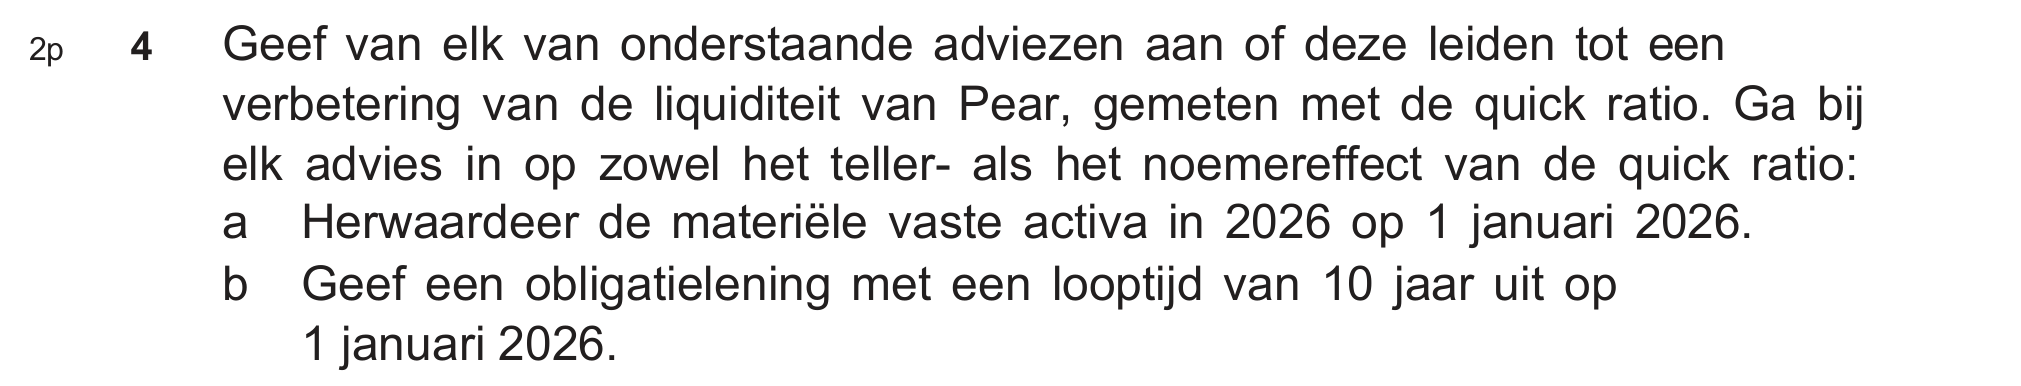 2p 4 Geef van elk van onderstaande adviezen aan of deze leiden tot een
verbetering van de liquiditeit van Pear, gemeten met de quick ratio. Ga bij
elk advies in op zowel het teller- als het noemereffect van de quick ratio:
a Herwaardeer de materiële vaste activa in 2026 op 1 januari 2026.
b Geef een obligatielening met een looptijd van 10 jaar uit op
1 januari 2026.